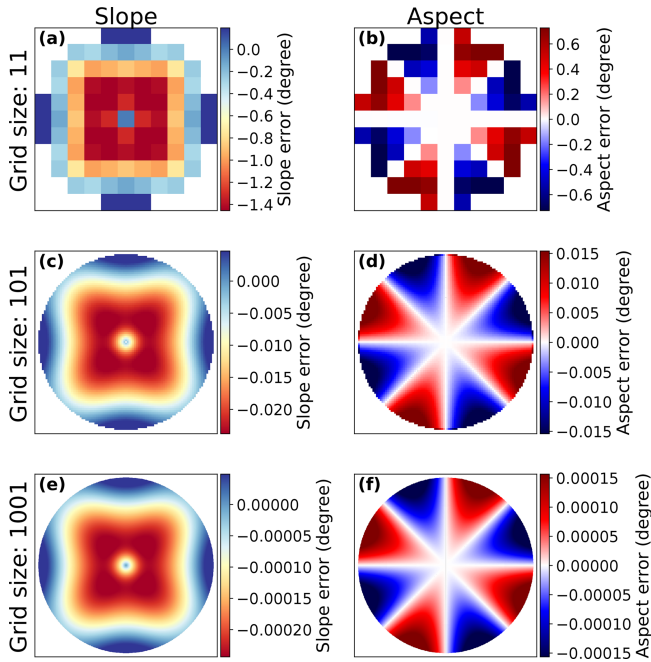 Slope
Aspect
Grid size: 11
(a)
0.0
−0.2
−0.4
−0.6
−0.8
−1.0
−1.2
−1.4
Slope error (degree)
(b)
0.6
0.4
0.2
0.0
−0.2
−0.4
−0.6
Aspect error (degree)
Grid size: 101
(c)
0.000
−0.005
−0.010
−0.015
−0.020
Slope error (degree)
(d)
0.015
0.010
0.005
0.000
−0.005
−0.010
−0.015
Aspect error (degree)
Grid size: 1001
(e)
0.00000
−0.00005
−0.00010
−0.00015
−0.00020
Slope error (degree)
(f)
0.00015
0.00010
0.00005
0.00000
−0.00005
−0.00010
−0.00015
Aspect error (degree)